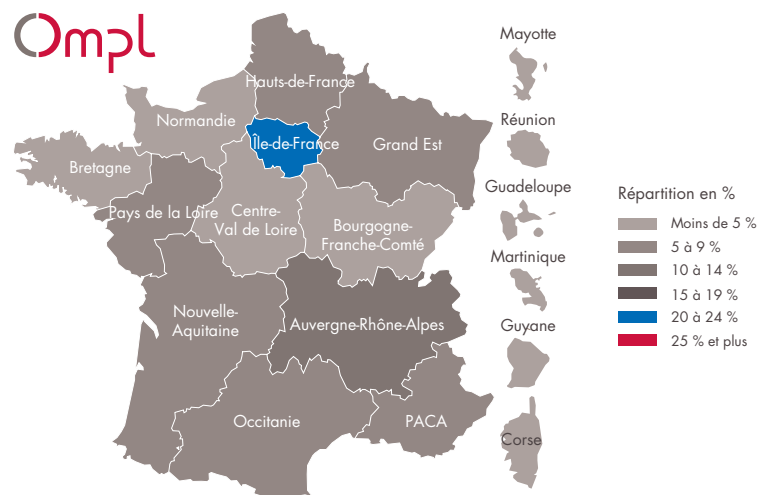 Ompl
Hauts-de-France
Normandie
Île-de-France
Grand Est
Bretagne
Pays de la Loire
Centre-
Val de Loire
Bourgogne-
Franche-Comté
Nouvelle-
Aquitaine
Auvergne-Rhône-Alpes
Occitanie
PACA
Mayotte
Réunion
Guadeloupe
Martinique
Guyane
Corse
Répartition en %
Moins de 5 %
5 à 9 %
10 à 14 %
15 à 19 %
20 à 24 %
25 % et plus